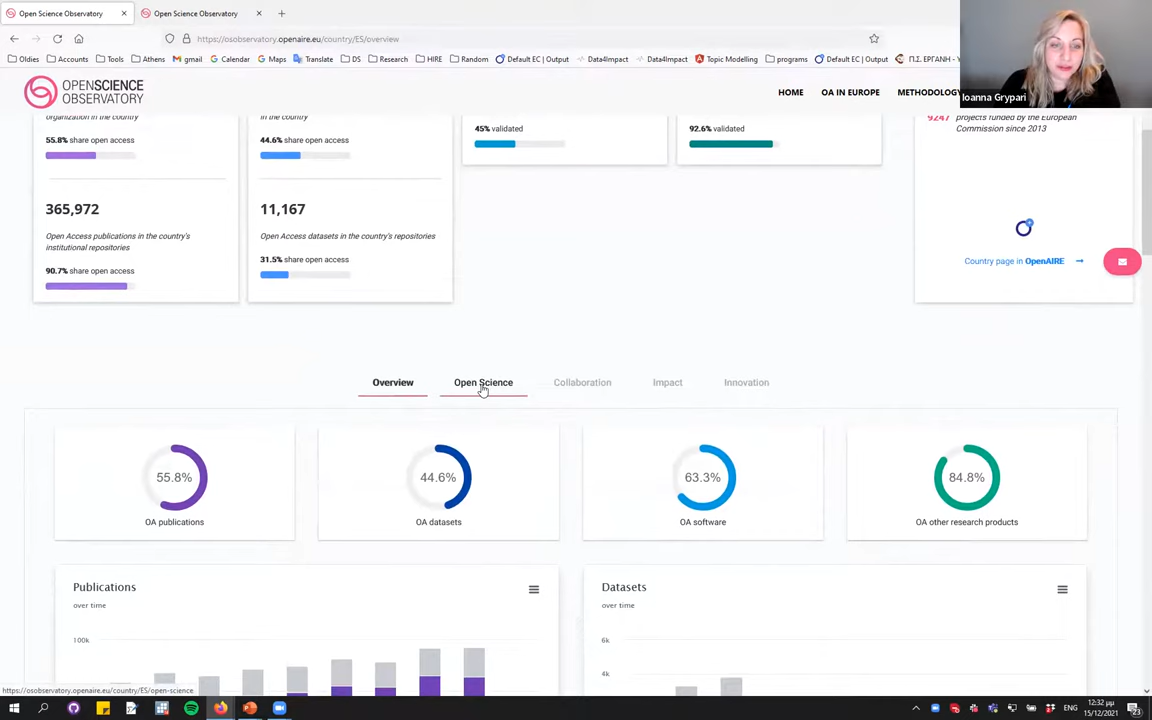 Open Science Observatory
Open Science Observatory
https://osobservatory.openaire.eu/country/ES/overview
Oldies
Accounts
Tools
Athens
gmail
Calendar
Maps
Translate
DS
Research
HIRE
Random
Default EC | Output
Data4Impact
Data4Impact
Topic Modelling
programs
Default EC | Output
Π.Σ. ΕΡΓΑΝΗ
Ioanna Grypari
OPENSCIENCE
OBSERVATORY
HOME
OA IN EUROPE
METHODOLOGY
organization in the country
55.8% share open access
365,972
Open Access publications in the country's
institutional repositories
90.7% share open access
in the country
44.6% share open access
11,167
Open Access datasets in the country's repositories
31.5% share open access
45% validated
92.6% validated
9247 projects funded by the European
Commission since 2013
Country page in OpenAIRE
Overview
Open Science
Collaboration
Impact
Innovation
55.8%
OA publications
44.6%
OA datasets
63.3%
OA software
84.8%
OA other research products
Publications
over time
100k
Datasets
over time
6k
4k
https://osobservatory.openaire.eu/country/ES/open-science
ENG
12:32 μμ
15/12/2021
23